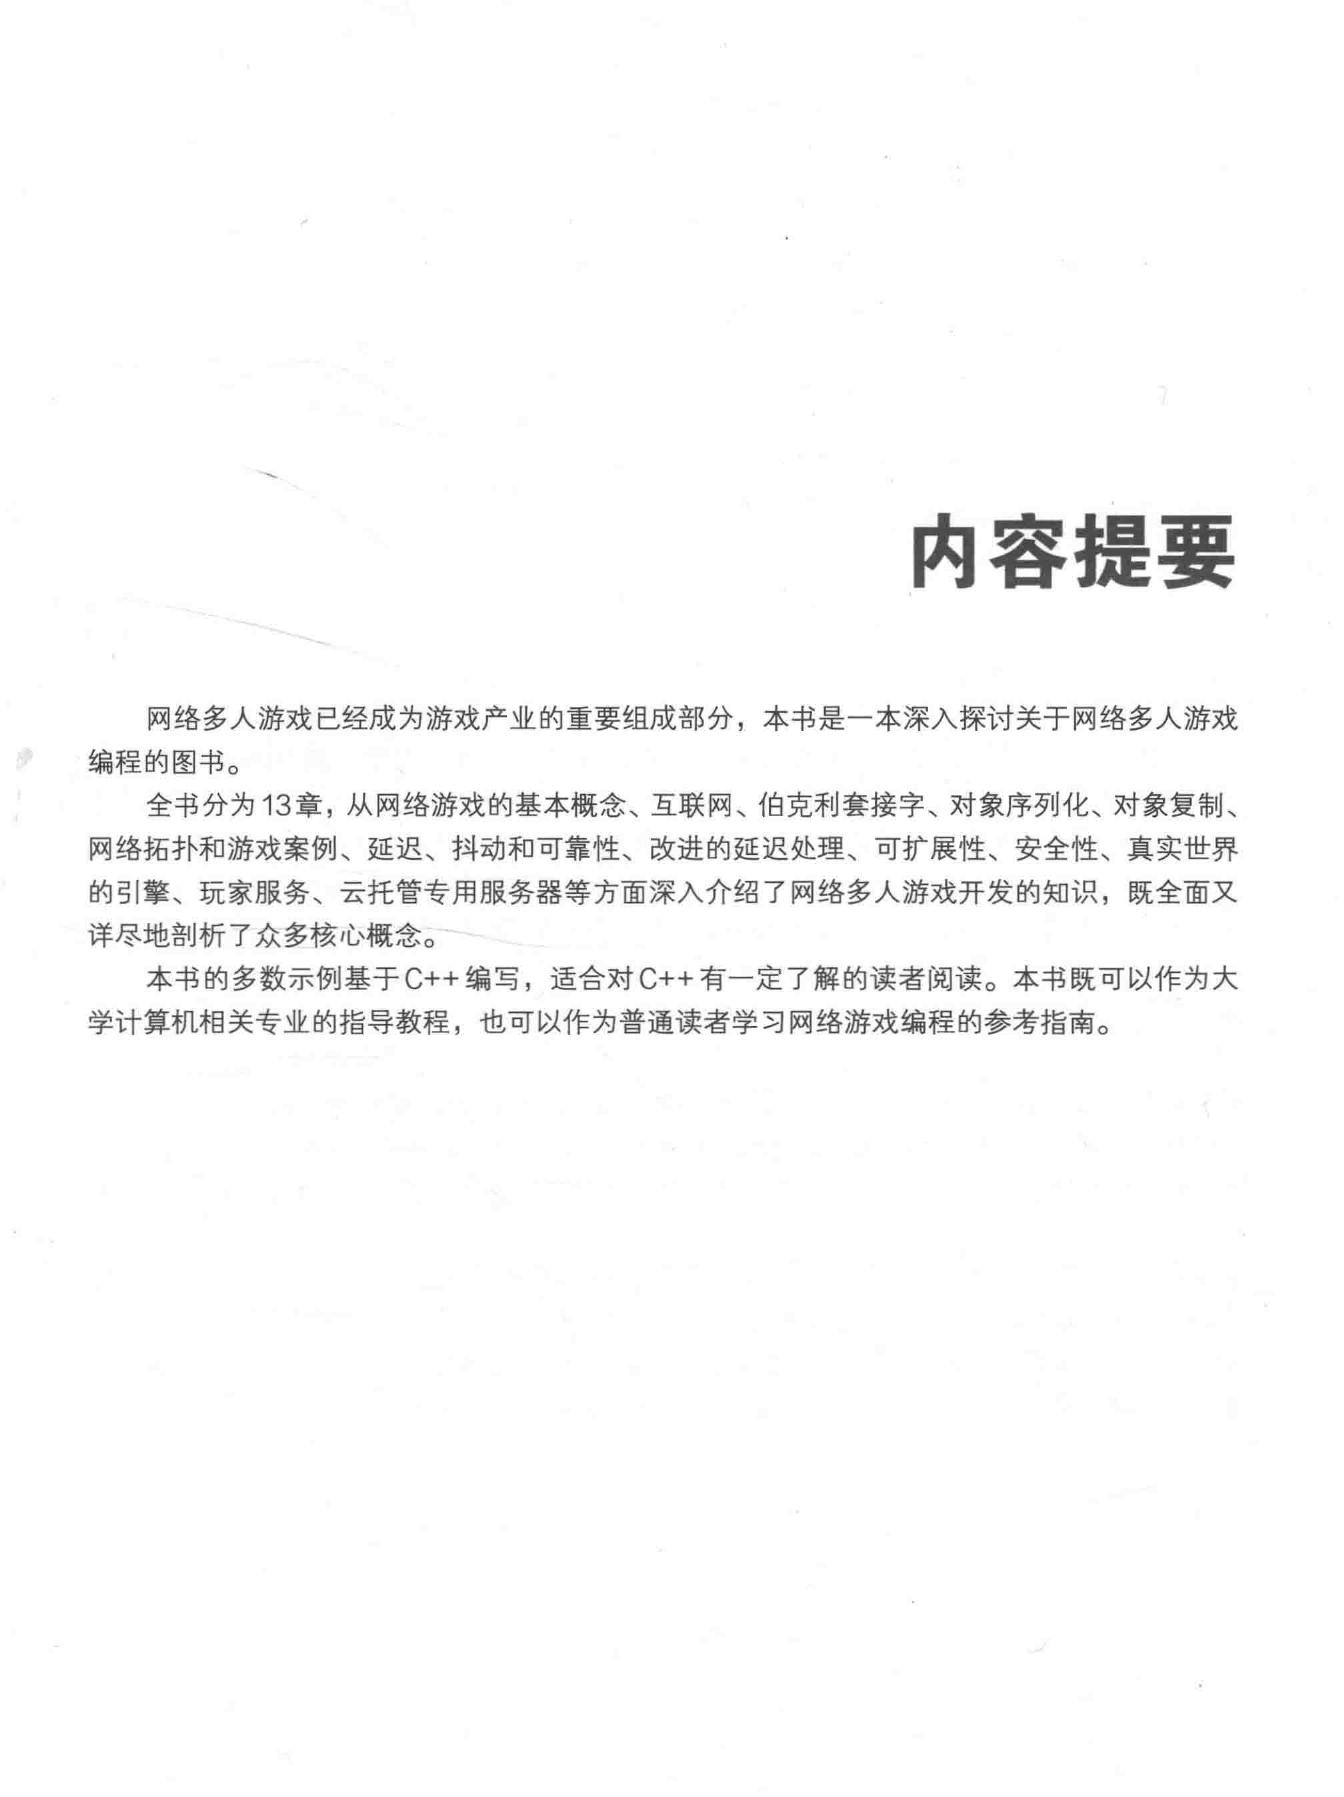 内容提要
网络多人游戏已经成为游戏产业的重要组成部分，本书是一本深入探讨关于网络多人游戏
编程的图书。
全书分为13章，从网络游戏的基本概念、互联网、伯克利套接字、对象序列化、对象复制、
网络拓扑和游戏案例、延迟、抖动和可靠性、改进的延迟处理、可扩展性、安全性、真实世界
的引擎、玩家服务、云托管专用服务器等方面深入介绍了网络多人游戏开发的知识，既全面又
详尽地剖析了众多核心概念。
本书的多数示例基于C++编写，适合对C++有一定了解的读者阅读。本书既可以作为大
学计算机相关专业的指导教程，也可以作为普通读者学习网络游戏编程的参考指南。